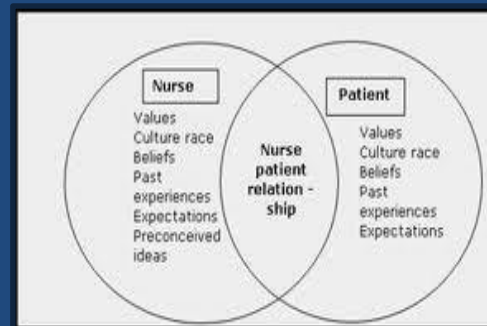 Nurse
Values
Culture race
Beliefs
Past
experiences
Expectations
Preconceived
ideas
Nurse
patient
relation -
ship
Patient
Values
Culture race
Beliefs
Past
experiences
Expectations